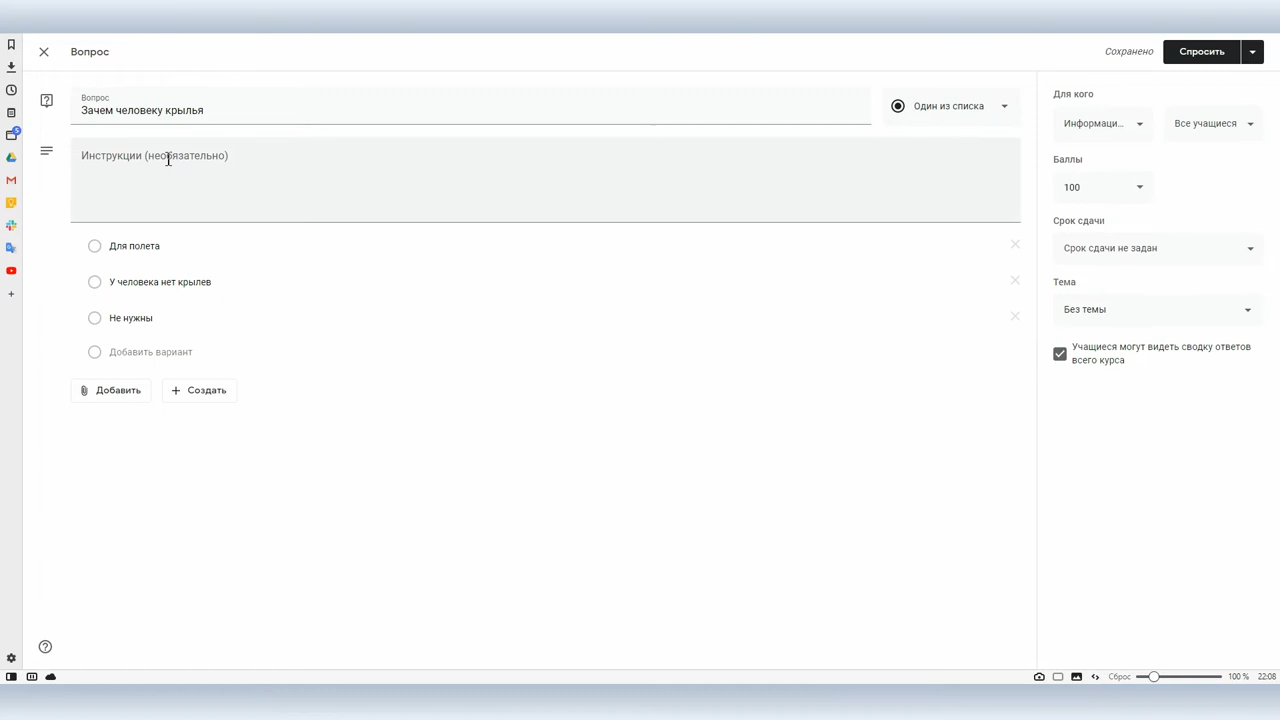 Вопрос
Сохранено
Спросить
Вопрос
Зачем человеку крылья
Один из списка
Инструкции (необязательно)
Для полета
У человека нет крылев
Не нужны
Добавить вариант
Добавить
Создать
Для кого
Информаци...
Все учащиеся
Баллы
100
Срок сдачи
Срок сдачи не задан
Тема
Без темы
Учащиеся могут видеть сводку ответов
всего курса
5
Сброс
100 %
22:08